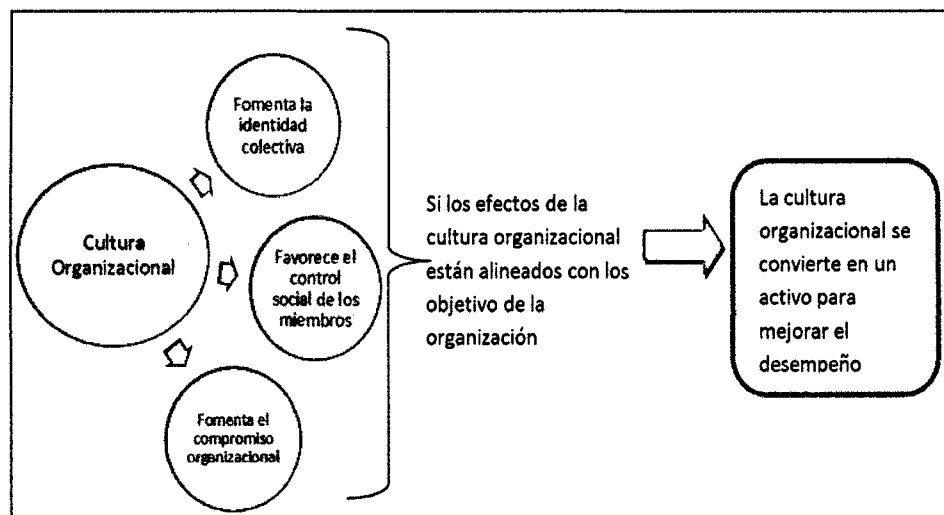 Cultura
Organizacional
Fomenta la
identidad
colectiva
Favorece el
control
social de los
miembros
Fomenta el
compromiso
organizacional
Si los efectos de la
cultura organizacional
están alineados con los
objetivo de la
organización
La cultura
organizacional se
convierte en un
activo para
mejorar el
desempeño